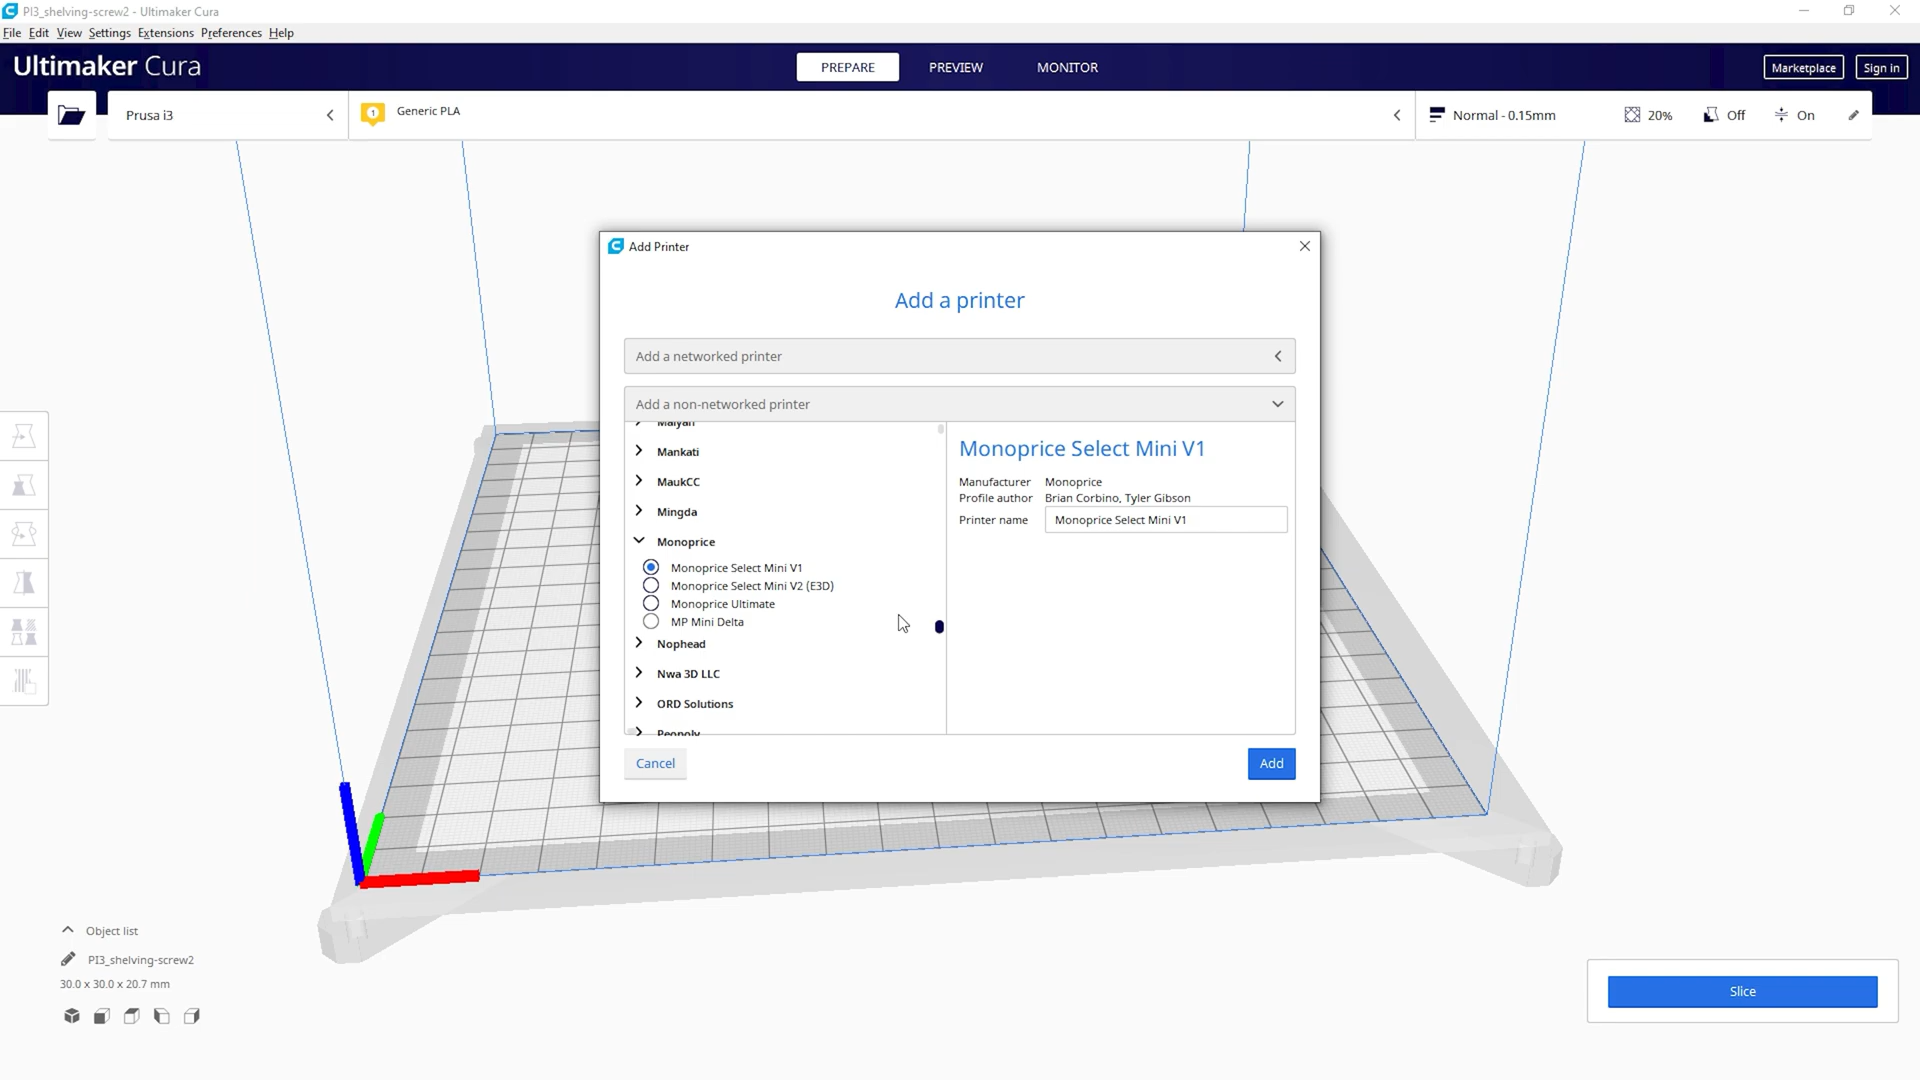 PI3_shelving-screw2 - Ultimaker Cura
File Edit View Settings Extensions Preferences Help
Ultimaker Cura
PREPARE
PREVIEW
MONITOR
Marketplace
Sign in
Prusa i3
1
Generic PLA
Normal - 0.15mm
20%
Off
On
Add Printer
Add a printer
Add a networked printer
Add a non-networked printer
Malyan
Mankati
MaukCC
Mingda
Monoprice
Monoprice Select Mini V1
Monoprice Select Mini V2 (E3D)
Monoprice Ultimate
MP Mini Delta
Nophead
Nwa 3D LLC
ORD Solutions
Peopoly
Monoprice Select Mini V1
Manufacturer Monoprice
Profile author Brian Corbino, Tyler Gibson
Printer name Monoprice Select Mini V1
Cancel
Add
Object list
PI3_shelving-screw2
30.0 x 30.0 x 20.7 mm
Slice